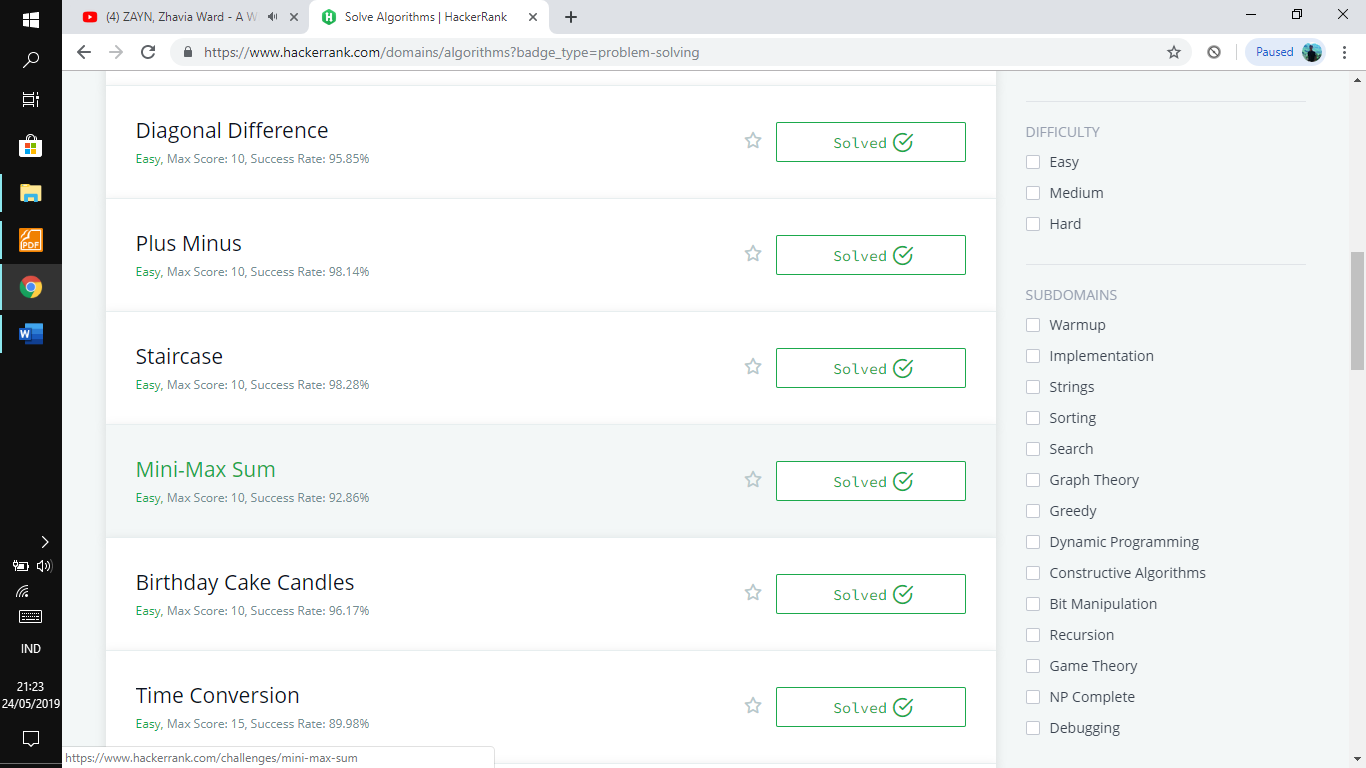 (4) ZAYN, Zhavia Ward - A W
Solve Algorithms | HackerRank
https://www.hackerrank.com/domains/algorithms?badge_type=problem-solving
Paused
Diagonal Difference
Easy, Max Score: 10, Success Rate: 95.85%
Solved
Plus Minus
Easy, Max Score: 10, Success Rate: 98.14%
Solved
Staircase
Easy, Max Score: 10, Success Rate: 98.28%
Solved
Mini-Max Sum
Easy, Max Score: 10, Success Rate: 92.86%
Solved
Birthday Cake Candles
Easy, Max Score: 10, Success Rate: 96.17%
Solved
Time Conversion
Easy, Max Score: 15, Success Rate: 89.98%
Solved
DIFFICULTY
Easy
Medium
Hard
SUBDOMAINS
Warmup
Implementation
Strings
Sorting
Search
Graph Theory
Greedy
Dynamic Programming
Constructive Algorithms
Bit Manipulation
Recursion
Game Theory
NP Complete
Debugging
PDF
W
IND
21:23
24/05/2019
https://www.hackerrank.com/challenges/mini-max-sum